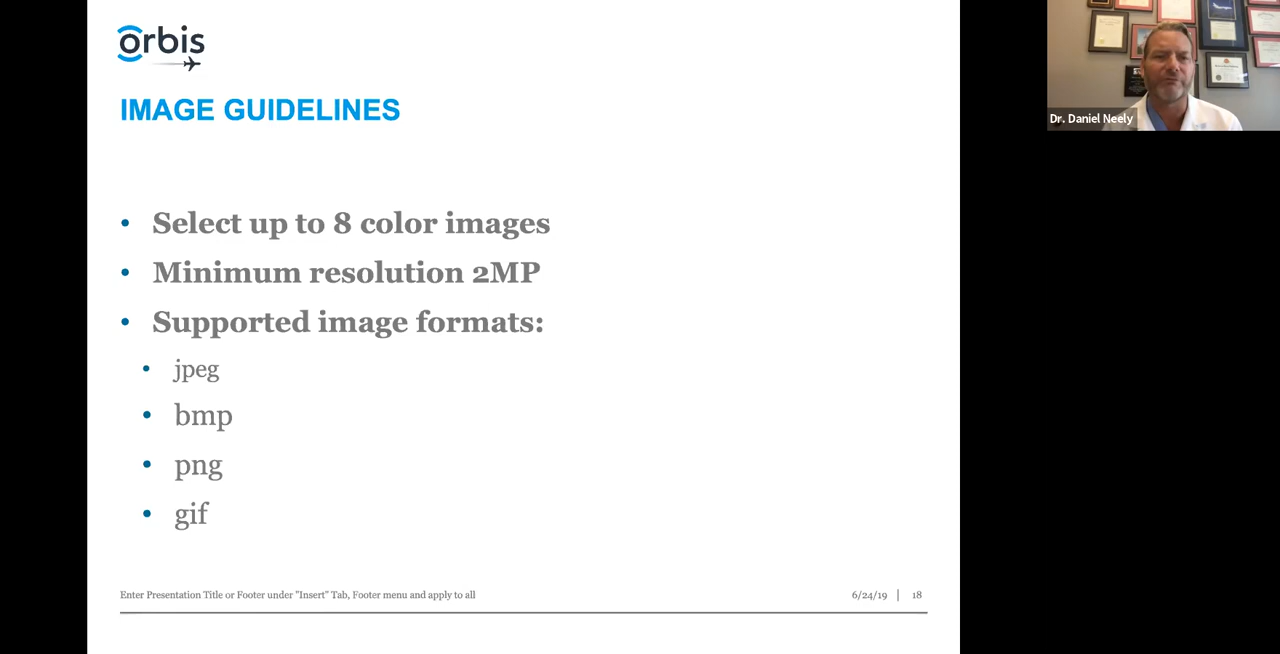 orbis
IMAGE GUIDELINES
• Select up to 8 color images
• Minimum resolution 2MP
• Supported image formats:
• jpeg
• bmp
• png
• gif
Enter Presentation Title or Footer under "Insert" Tab, Footer menu and apply to all
6/24/19 | 18
Dr. Daniel Neely